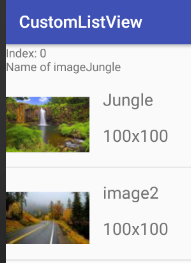 CustomListView
Index: 0
Name of imageJungle
Jungle
100x100
image2
100x100